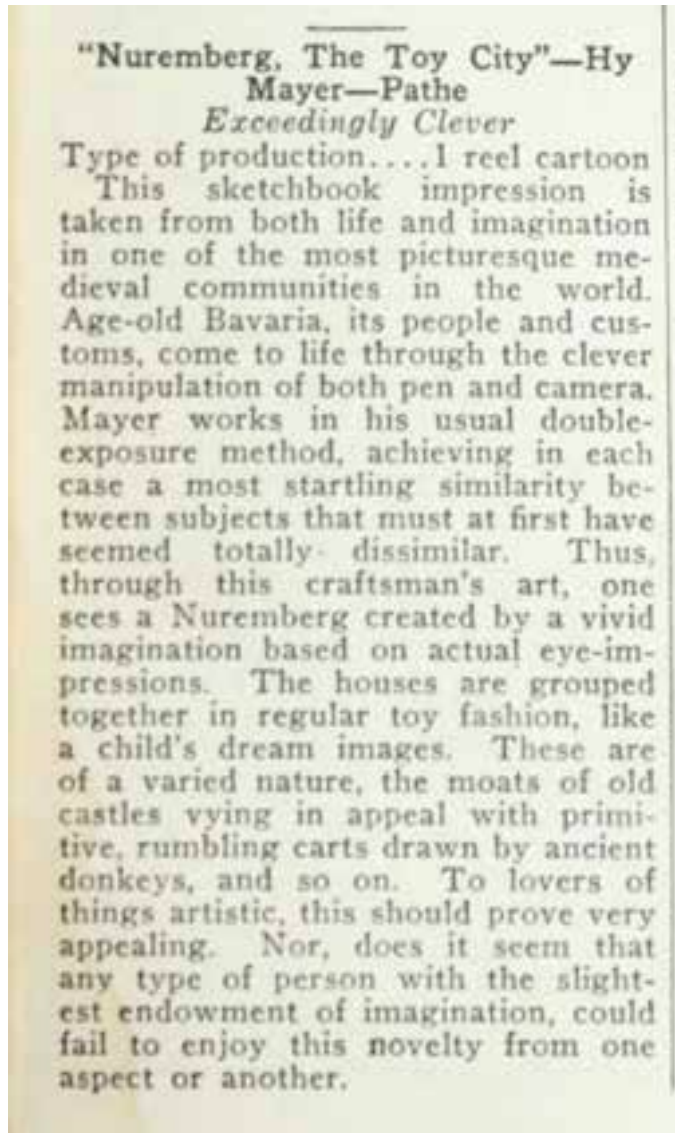 "Nuremberg, The Toy City"—Hy
Mayer—Pathe
Exceedingly Clever
Type of production....1 reel cartoon
This sketchbook impression is
taken from both life and imagination
in one of the most picturesque me-
dieval communities in the world.
Age-old Bavaria, its people and cus-
toms, come to life through the clever
manipulation of both pen and camera.
Mayer works in his usual double-
exposure method, achieving in each
case a most startling similarity be-
tween subjects that must at first have
seemed totally dissimilar. Thus,
through this craftsman's art, one
sees a Nuremberg created by a vivid
imagination based on actual eye-im-
pressions. The houses are grouped
together in regular toy fashion, like
a child's dream images. These are
of a varied nature, the moats of old
castles vying in appeal with primi-
tive, rumbling carts drawn by ancient
donkeys, and so on. To lovers of
things artistic, this should prove very
appealing. Nor, does it seem that
any type of person with the slight-
est endowment of imagination, could
fail to enjoy this novelty from one
aspect or another.